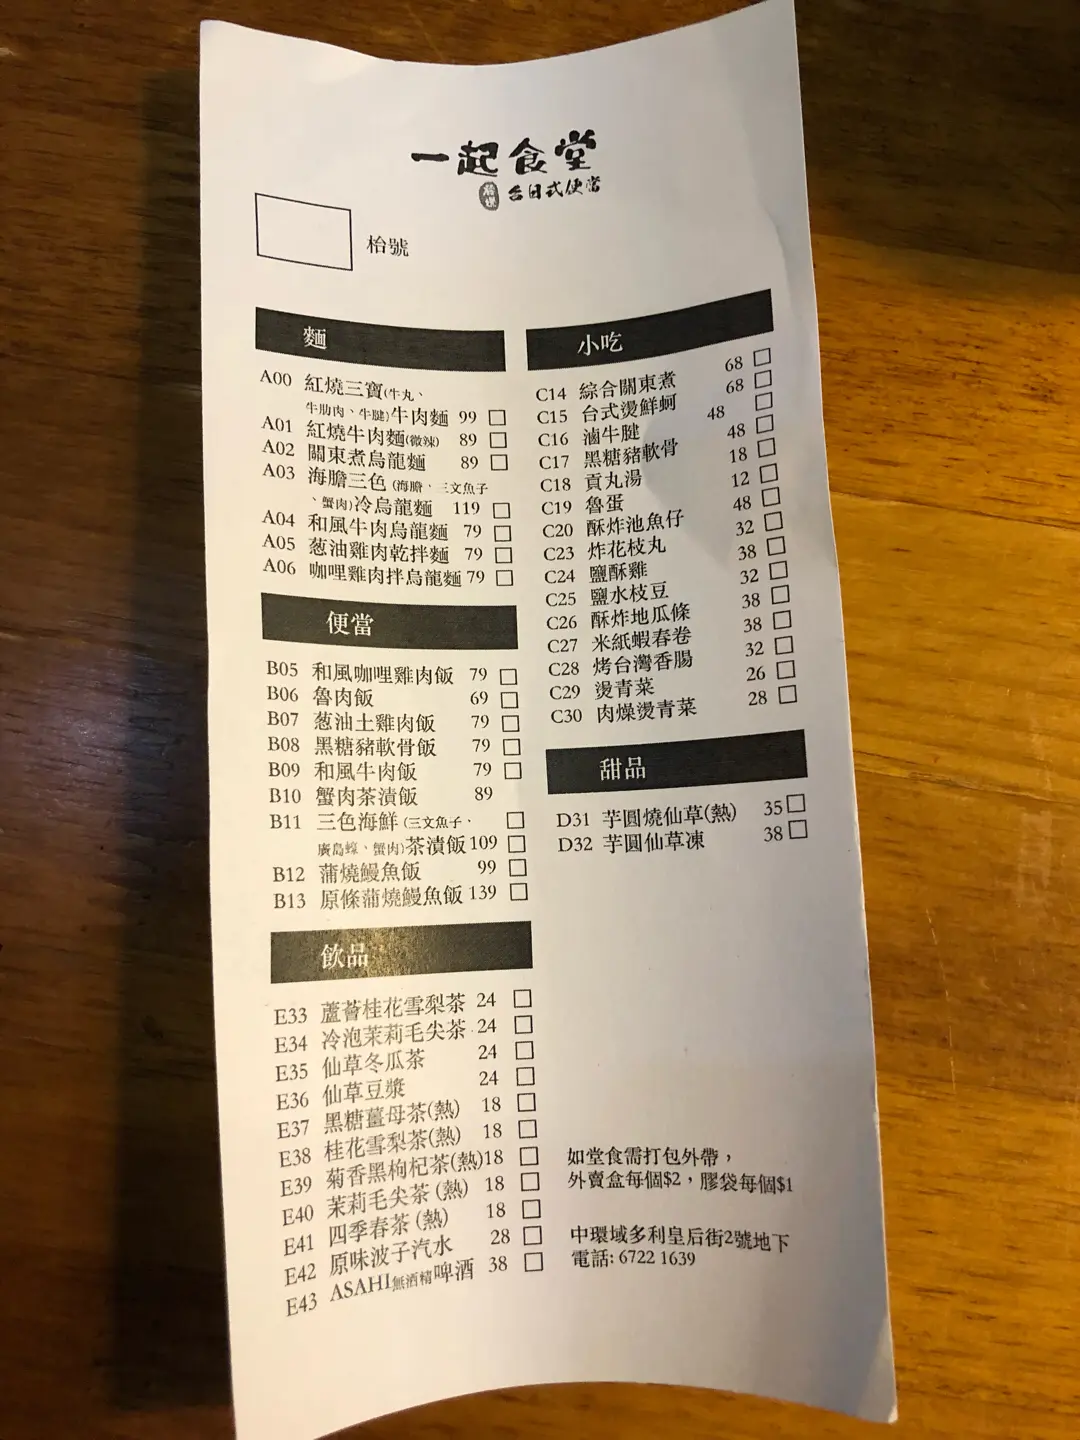 一起食堂
台日式便當
枱號
麵
A00 紅燒三寶(牛丸、
牛肋肉、牛腱)牛肉麵 99
A01 紅燒牛肉麵(微辣) 89
A02 關東煮烏龍麵 89
A03 海膽三色 (海膽、三文魚子
、蟹肉)冷烏龍麵 119
A04 和風牛肉烏龍麵 79
A05 葱油雞肉乾拌麵 79
A06 咖哩雞肉拌烏龍麵 79
便當
B05 和風咖哩雞肉飯 79
B06 魯肉飯 69
B07 葱油土雞肉飯 79
B08 黑糖豬軟骨飯 79
B09 和風牛肉飯 79
B10 蟹肉茶漬飯 89
B11 三色海鮮 (三文魚子、
廣島蠔、蟹肉)茶漬飯 109
B12 蒲燒鰻魚飯 99
B13 原條蒲燒鰻魚飯 139
飲品
E33 蘆薈桂花雪梨茶 24
E34 冷泡茉莉毛尖茶 24
E35 仙草冬瓜茶 24
E36 仙草豆漿 24
E37 黑糖薑母茶(熱) 18
E38 桂花雪梨茶(熱) 18
E39 菊香黑枸杞茶(熱) 18
E40 茉莉毛尖茶 (熱) 18
E41 四季春茶 (熱) 18
E42 原味波子汽水 28
E43 ASAHI無酒精啤酒 38
小吃
C14 綜合關東煮 68
C15 台式燙鮮蚵 68
C16 滷牛腱 48
C17 黑糖豬軟骨 48
C18 貢丸湯 18
C19 魯蛋 12
C20 酥炸池魚仔 48
C23 炸花枝丸 32
C24 鹽酥雞 38
C25 鹽水枝豆 32
C26 酥炸地瓜條 38
C27 米紙蝦春卷 38
C28 烤台灣香腸 32
C29 燙青菜 26
C30 肉燥燙青菜 28
甜品
D31 芋圓燒仙草(熱) 35
D32 芋圓仙草凍 38
如堂食需打包外帶，
外賣盒每個$2，膠袋每個$1
中環域多利皇后街2號地下
電話: 6722 1639